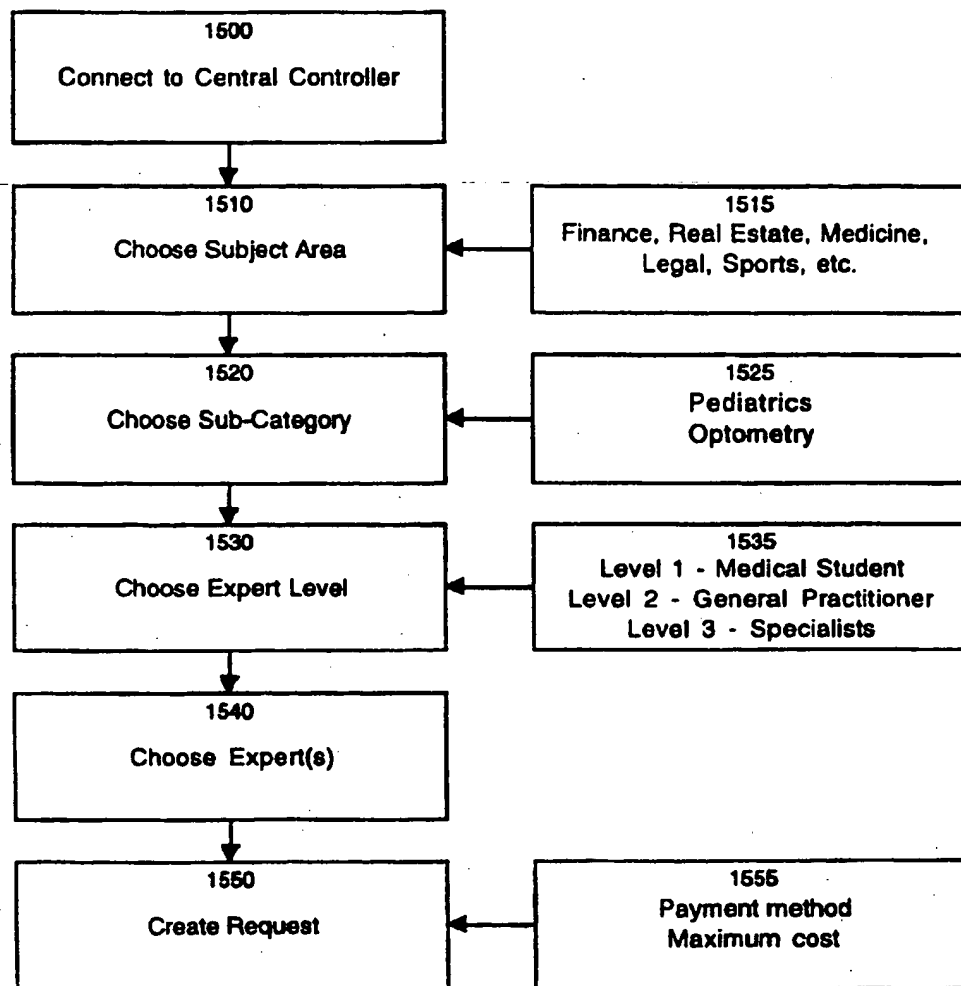 1500
Connect to Central Controller
1510
Choose Subject Area
1515
Finance, Real Estate, Medicine,
Legal, Sports, etc.
1520
Choose Sub-Category
1525
Pediatrics
Optometry
1530
Choose Expert Level
1535
Level 1 - Medical Student
Level 2 - General Practitioner
Level 3 - Specialists
1540
Choose Expert(s)
1550
Create Request
1555
Payment method
Maximum cost